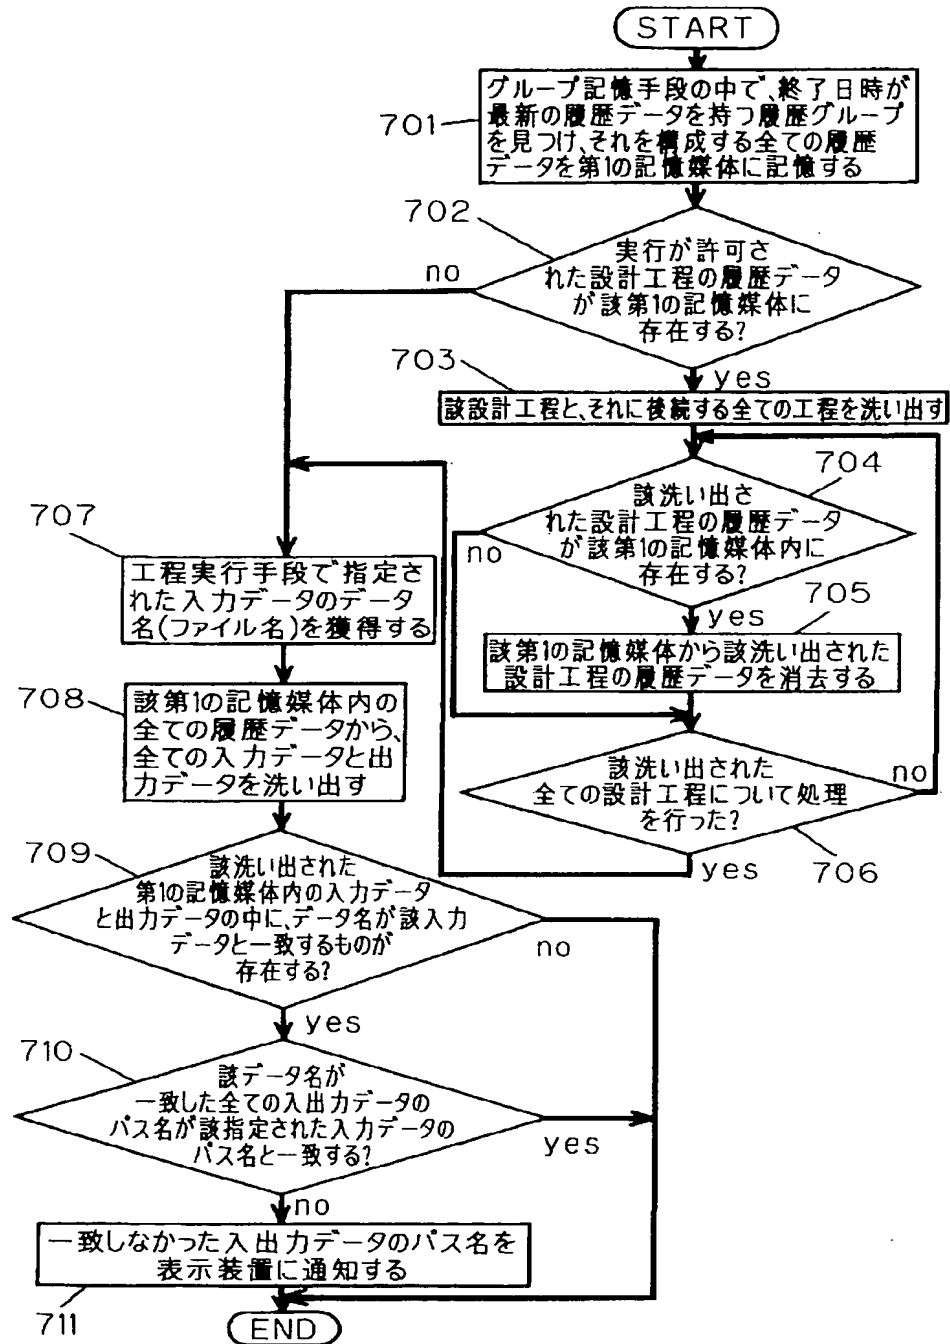 START
701
グループ記憶手段の中で、終了日時が
最新の履歴データを持つ履歴グループ
を見つけ、それを構成する全ての履歴
データを第1の記憶媒体に記憶する
702
実行が許可さ
れた設計工程の履歴データ
が該第1の記憶媒体に
存在する?
no
yes
703
該設計工程と、それに後続する全ての工程を洗い出す
704
該洗い出さ
れた設計工程の履歴データ
が該第1の記憶媒体内に
存在する?
no
yes
705
該第1の記憶媒体から該洗い出された
設計工程の履歴データを消去する
706
該洗い出された
全ての設計工程について処理
を行った?
no
yes
707
工程実行手段で指定さ
れた入力データのデータ
名(ファイル名)を獲得する
708
該第1の記憶媒体内の
全ての履歴データから、
全ての入力データと出
力データを洗い出す
709
該洗い出された
第1の記憶媒体内の入力データ
と出力データの中に、データ名が該入力
データと一致するものが
存在する?
no
yes
710
該データ名が
一致した全ての入出力データの
パス名が該指定された入力データの
パス名と一致する?
yes
no
一致しなかった入出力データのパス名を
表示装置に通知する
711
END